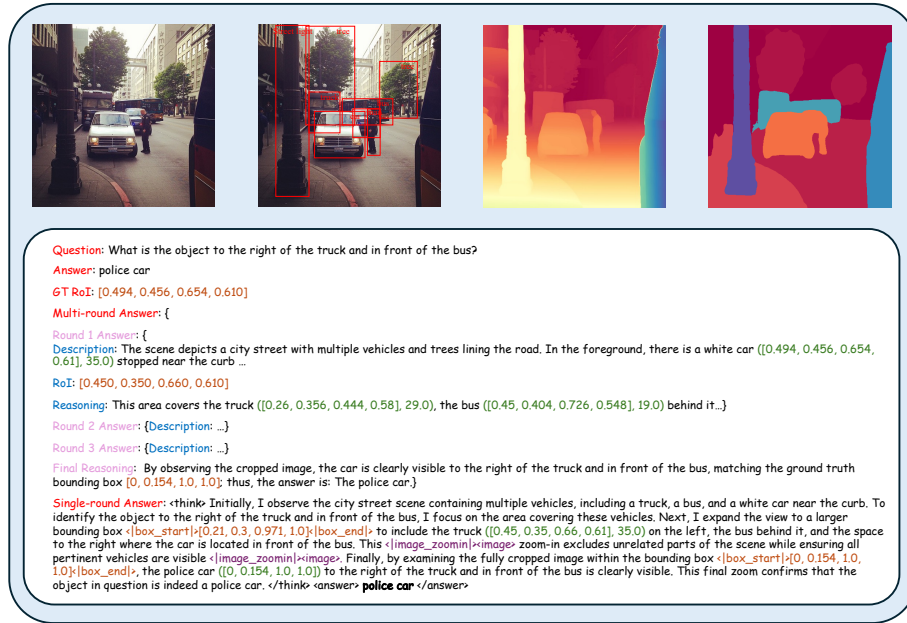 Question: What is the object to the right of the truck and in front of the bus?
Answer: police car
GT RoI: [0.494, 0.456, 0.654, 0.610]
Multi-round Answer: {
Round 1 Answer: {
Description: The scene depicts a city street with multiple vehicles and trees lining the road. In the foreground, there is a white car ([0.494, 0.456, 0.654,
0.61], 35.0) stopped near the curb ...
RoI: [0.450, 0.350, 0.660, 0.610]
Reasoning: This area covers the truck ([0.26, 0.356, 0.444, 0.58], 29.0), the bus ([0.45, 0.404, 0.726, 0.548], 19.0) behind it...}
Round 2 Answer: {Description: ...}
Round 3 Answer: {Description: ...}
Final Reasoning: By observing the cropped image, the car is clearly visible to the right of the truck and in front of the bus, matching the ground truth
bounding box [0, 0.154, 1.0, 1.0]; thus, the answer is: The police car.}
Single-round Answer: <think> Initially, I observe the city street scene containing multiple vehicles, including a truck, a bus, and a white car near the curb. To
identify the object to the right of the truck and in front of the bus, I focus on the area covering these vehicles. Next, I expand the view to a larger
bounding box <|box_start|>[0.21, 0.3, 0.971, 1.0]<|box_end|> to include the truck ([0.45, 0.35, 0.66, 0.61], 35.0) on the left, the bus behind it, and the space
to the right where the car is located in front of the bus. This <|image_zoomin|><image> zoom-in excludes unrelated parts of the scene while ensuring all
pertinent vehicles are visible <|image_zoomin|><image>. Finally, by examining the fully cropped image within the bounding box <|box_start|>[0, 0.154, 1.0,
1.0]<|box_end|>, the police car ([0, 0.154, 1.0, 1.0]) to the right of the truck and in front of the bus is clearly visible. This final zoom confirms that the
object in question is indeed a police car. </think> <answer> police car </answer>